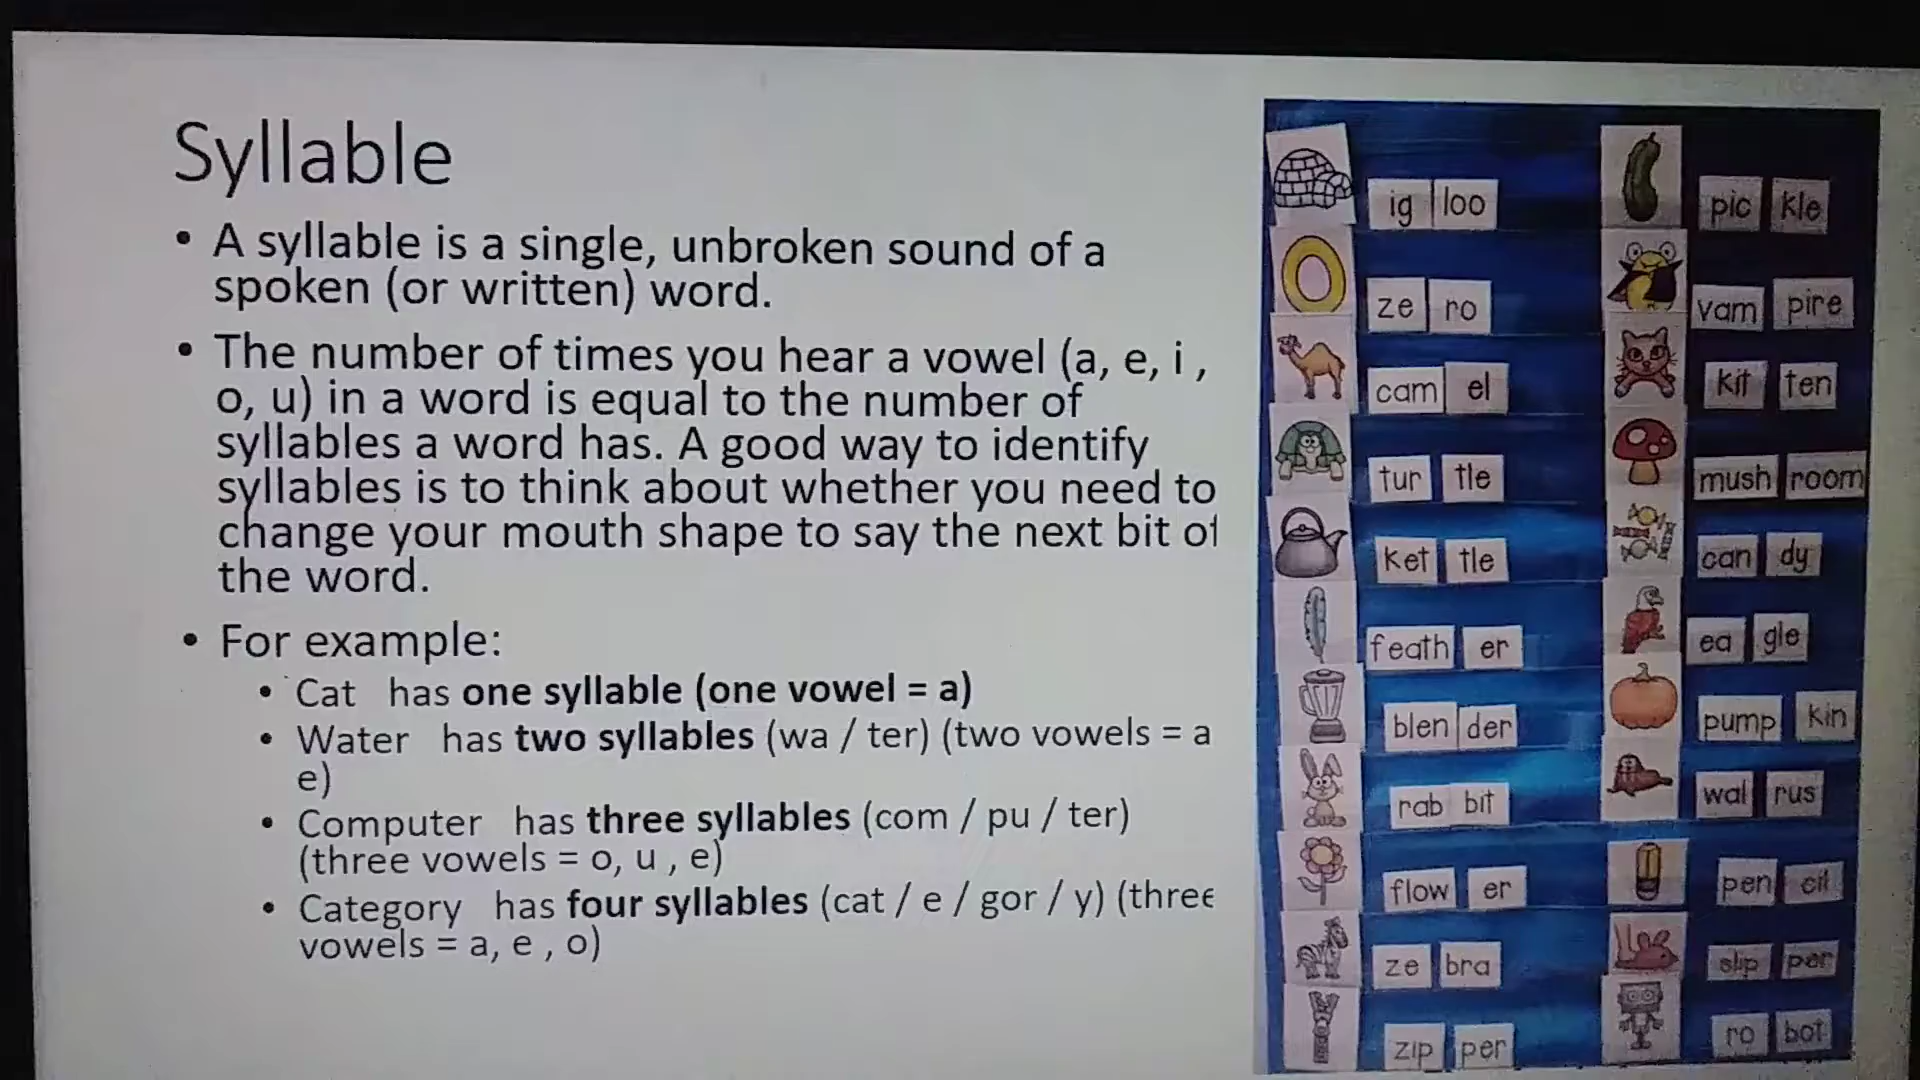 Syllable
• A syllable is a single, unbroken sound of a
spoken (or written) word.
• The number of times you hear a vowel (a, e, i ,
o, u) in a word is equal to the number of
syllables a word has. A good way to identify
syllables is to think about whether you need to
change your mouth shape to say the next bit of
the word.
• For example:
• Cat has one syllable (one vowel = a)
• Water has two syllables (wa / ter) (two vowels = a
e)
• Computer has three syllables (com / pu / ter)
(three vowels = o, u , e)
• Category has four syllables (cat / e / gor / y) (three
vowels = a, e , o)
ig loo
ze ro
cam el
tur tle
ket tle
feath er
blen der
rab bit
flow er
ze bra
zip per
pic kle
vam pire
kit ten
mush room
can dy
ea gle
pump kin
wal rus
pen cil
slip per
ro bot